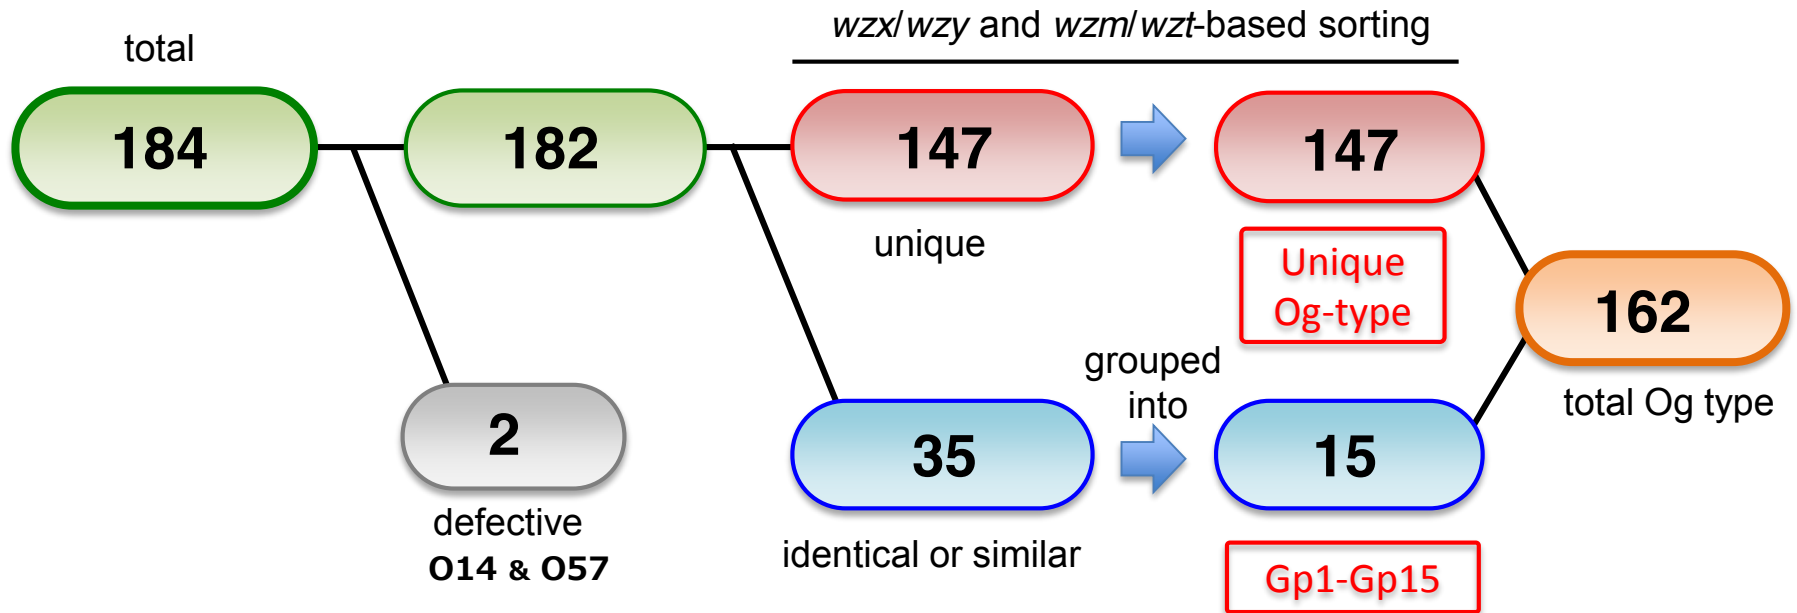 wzx/wzy and wzm/wzt-based sorting
total
184
182
147
147
unique
Unique
Og-type
162
total Og type
grouped
into
2
35
15
defective
O14 & O57
identical or similar
Gp1-Gp15